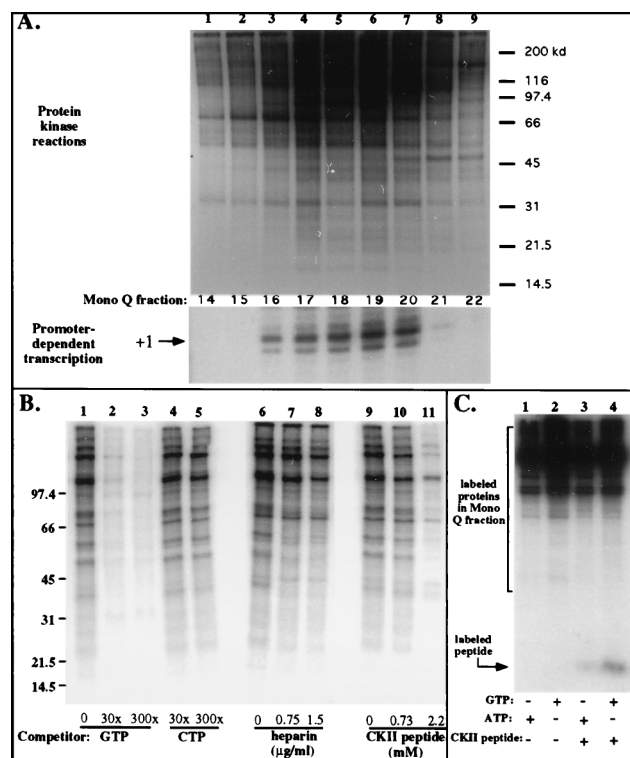 A.
1 2 3 4 5 6 7 8 9
Protein
kinase
reactions
200 kd
116
97.4
66
45
31
21.5
14.5
Mono Q fraction: 14 15 16 17 18 19 20 21 22
Promoter-
dependent
transcription
+1
B.
1 2 3 4 5 6 7 8 9 10 11
97.4
66
45
31
21.5
14.5
0 30x 300x 30x 300x 0 0.75 1.5 0 0.73 2.2
Competitor: GTP CTP heparin CKII peptide
(µg/ml) (mM)
C.
1 2 3 4
labeled
proteins
in Mono
Q fraction
labeled
peptide
GTP: - + - +
ATP: + - + -
CKII peptide: - - + +